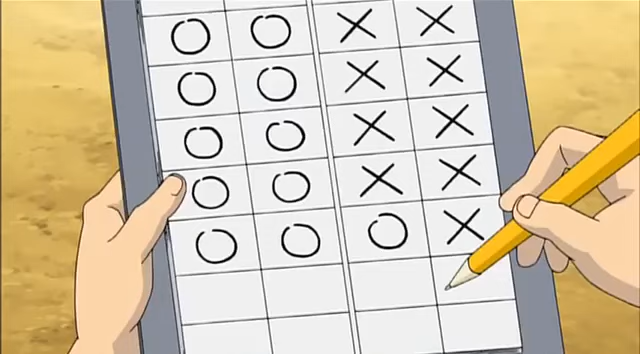 ○ ○ × ×
○ ○ × ×
○ ○ × ×
○ ○ × ×
○ ○ ○ ×